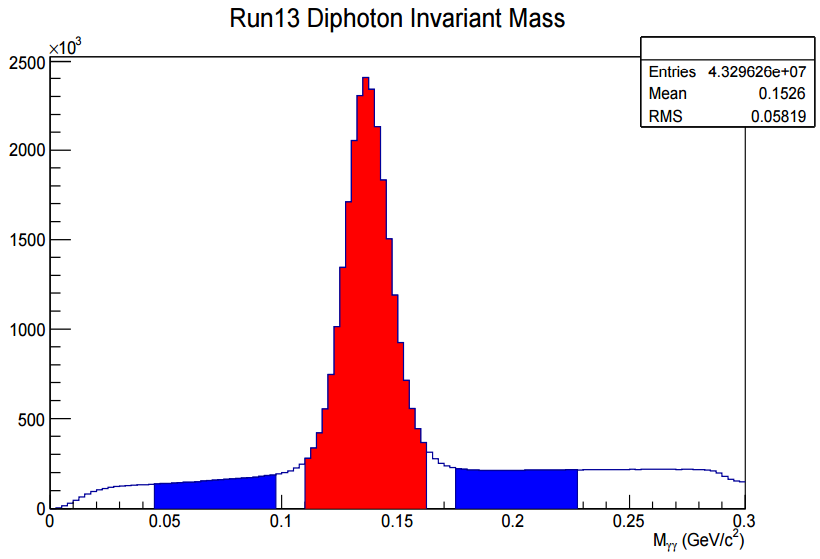 Run13 Diphoton Invariant Mass
×10³
2500
2000
1500
1000
500
0
Entries 4.329626e+07
Mean 0.1526
RMS 0.05819
0 0.05 0.1 0.15 0.2 0.25 0.3
Mγγ (GeV/c²)